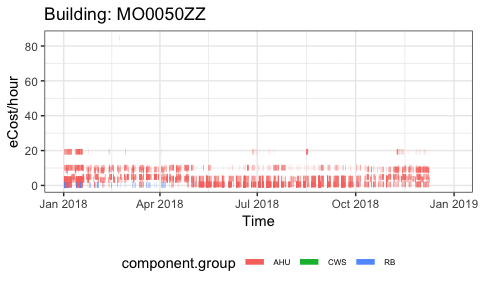 Building: MO0050ZZ
eCost/hour
80
60
40
20
0
Jan 2018 Apr 2018 Jul 2018 Oct 2018 Jan 2019
Time
component.group AHU CWS RB